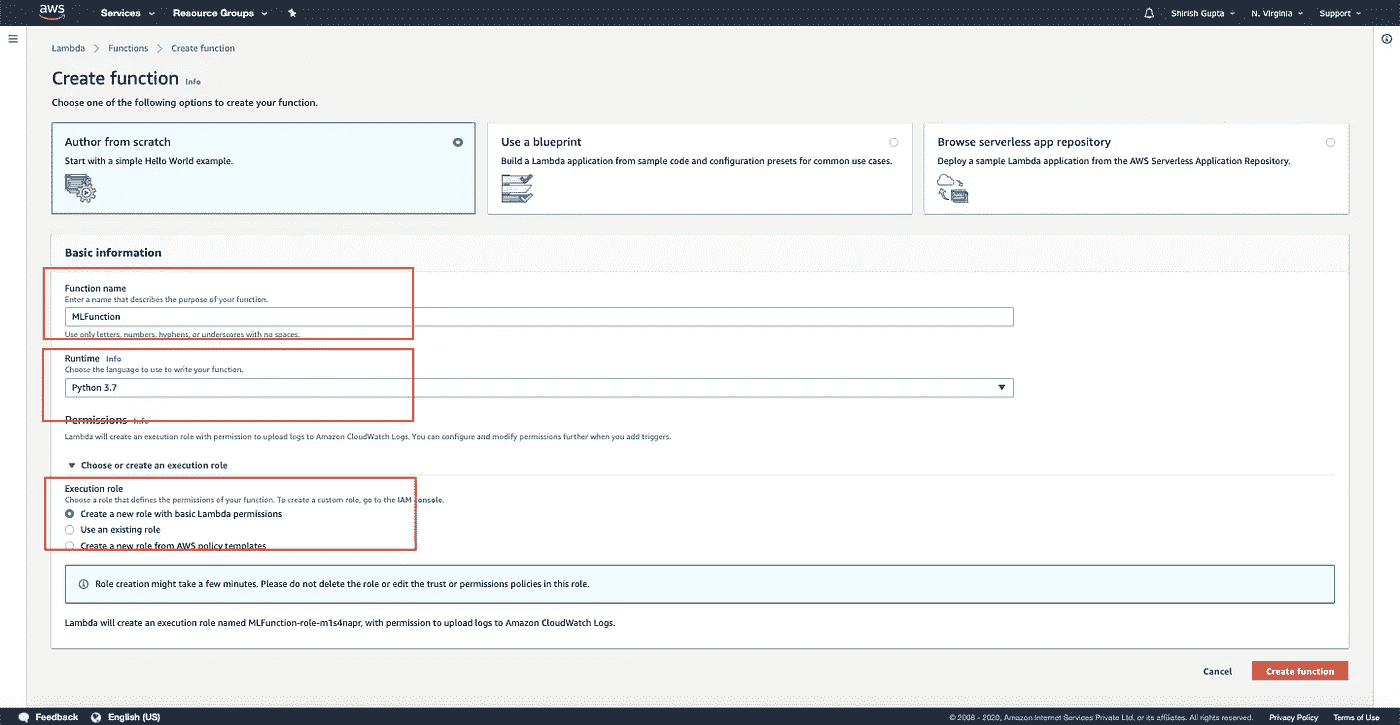 aws Services Resource Groups Shirish Gupta N. Virginia Support
Lambda Functions Create function
Create function Info
Choose one of the following options to create your function.
Author from scratch
Start with a simple Hello World example.
Use a blueprint
Build a Lambda application from sample code and configuration presets for common use cases.
Browse serverless app repository
Deploy a sample Lambda application from the AWS Serverless Application Repository.
Basic information
Function name
Enter a name that describes the purpose of your function.
MLFunction
Use only letters, numbers, hyphens, or underscores with no spaces.
Runtime Info
Choose the language to use to write your function.
Python 3.7
Permissions Info
Lambda will create an execution role with permission to upload logs to Amazon CloudWatch Logs. You can configure and modify permissions further when you add triggers.
Choose or create an execution role
Execution role
Choose a role that defines the permissions of your function. To create a custom role, go to the IAM console.
Create a new role with basic Lambda permissions
Use an existing role
Create a new role from AWS policy templates
Role creation might take a few minutes. Please do not delete the role or edit the trust or permissions policies in this role.
Lambda will create an execution role named MLFunction-role-m1s4napr, with permission to upload logs to Amazon CloudWatch Logs.
Cancel Create function
Feedback English (US) © 2008 - 2020, Amazon Internet Services Private Ltd. or its affiliates. All rights reserved. Privacy Policy Terms of Use